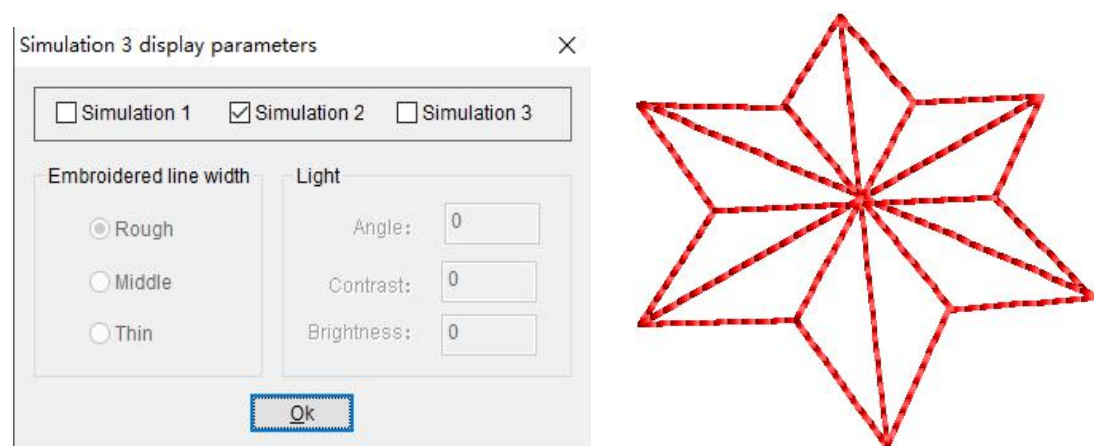 Simulation 3 display parameters
Simulation 1 Simulation 2 Simulation 3
Embroidered line width
Rough
Middle
Thin
Light
Angle: 0
Contrast: 0
Brightness: 0
Ok